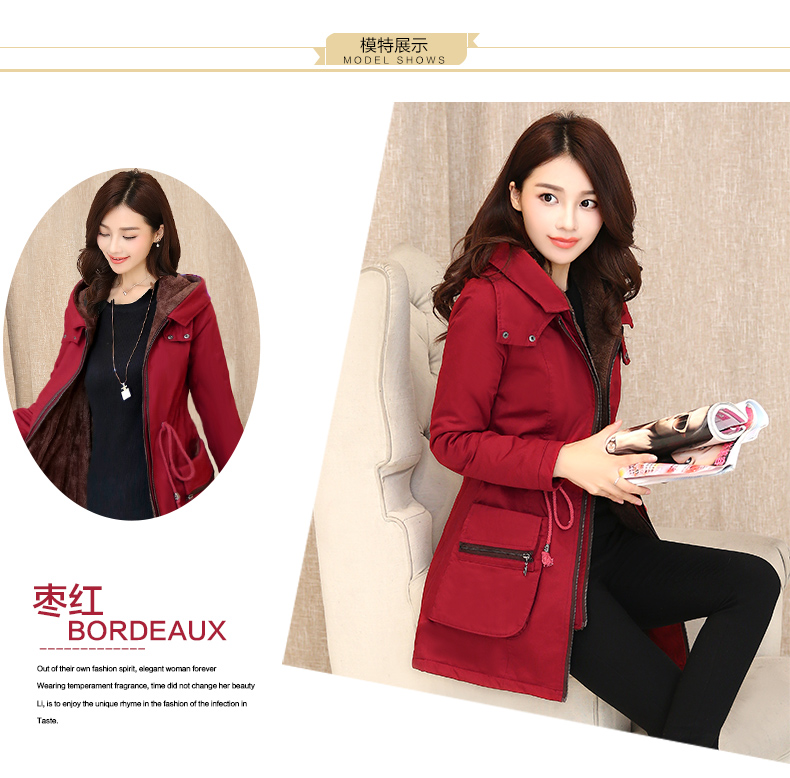 模特展示
MODEL SHOWS
枣红
BORDEAUX
Out of their own fashion spirit, elegant woman forever
Wearing temperament fragrance, time did not change her beauty
Li, is to enjoy the unique rhyme in the fashion of the infection in
Taste.